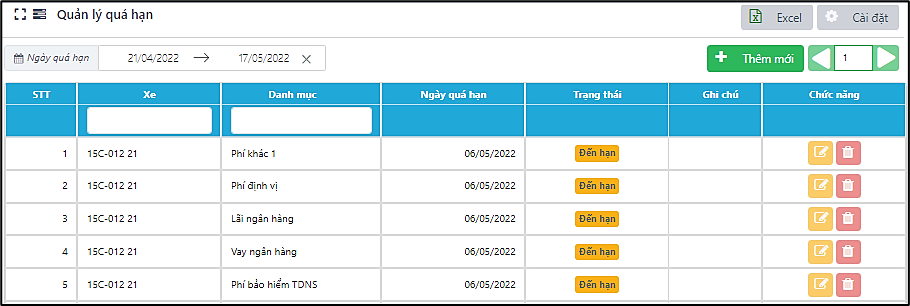 Quản lý quá hạn Excel Cài đặt
Ngày quá hạn 21/04/2022 → 17/05/2022 × + Thêm mới 1
STT Xe Danh mục Ngày quá hạn Trạng thái Ghi chú Chức năng
1 15C-012 21 Phí khác 1 06/05/2022 Đến hạn
2 15C-012 21 Phí định vị 06/05/2022 Đến hạn
3 15C-012 21 Lãi ngân hàng 06/05/2022 Đến hạn
4 15C-012 21 Vay ngân hàng 06/05/2022 Đến hạn
5 15C-012 21 Phí bảo hiểm TDNS 06/05/2022 Đến hạn